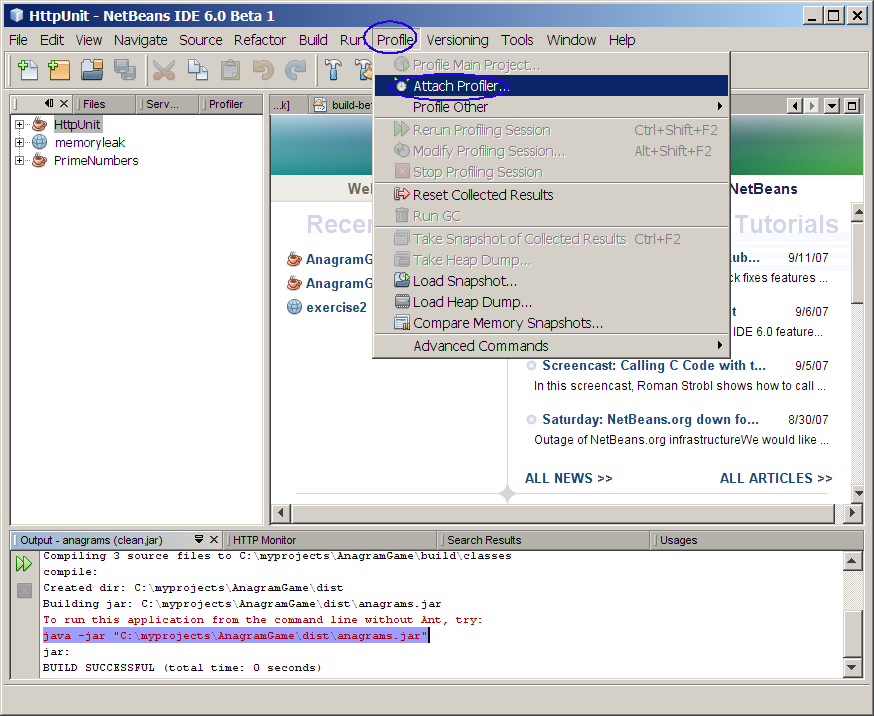 HttpUnit - NetBeans IDE 6.0 Beta 1
File Edit View Navigate Source Refactor Build Run Profile Versioning Tools Window Help
Files Serv... Profiler
...k] build-be
HttpUnit
memoryleak
PrimeNumbers
Profile Main Project...
Attach Profiler...
Profile Other
Rerun Profiling Session Ctrl+Shift+F2
Modify Profiling Session... Alt+Shift+F2
Stop Profiling Session
Reset Collected Results
Run GC
Take Snapshot of Collected Results Ctrl+F2
Take Heap Dump...
Load Snapshot...
Load Heap Dump...
Compare Memory Snapshots...
Advanced Commands
Wel
NetBeans
Recen
Tutorials
AnagramG
AnagramG
exercise2
ub... 9/11/07
ck fixes features ...
t 9/6/07
IDE 6.0 feature...
Screencast: Calling C Code with t... 9/5/07
In this screencast, Roman Strobl shows how to call ...
Saturday: NetBeans.org down fo... 8/30/07
Outage of NetBeans.org infrastructureWe would like ...
ALL NEWS >> ALL ARTICLES >>
Output - anagrams (clean,jar) HTTP Monitor Search Results Usages
Compiling 3 source files to C:\myprojects\AnagramGame\build\classes
compile:
Created dir: C:\myprojects\AnagramGame\dist
Building jar: C:\myprojects\AnagramGame\dist\anagrams.jar
To run this application from the command line without Ant, try:
java -jar "C:\myprojects\AnagramGame\dist\anagrams.jar"
jar:
BUILD SUCCESSFUL (total time: 0 seconds)